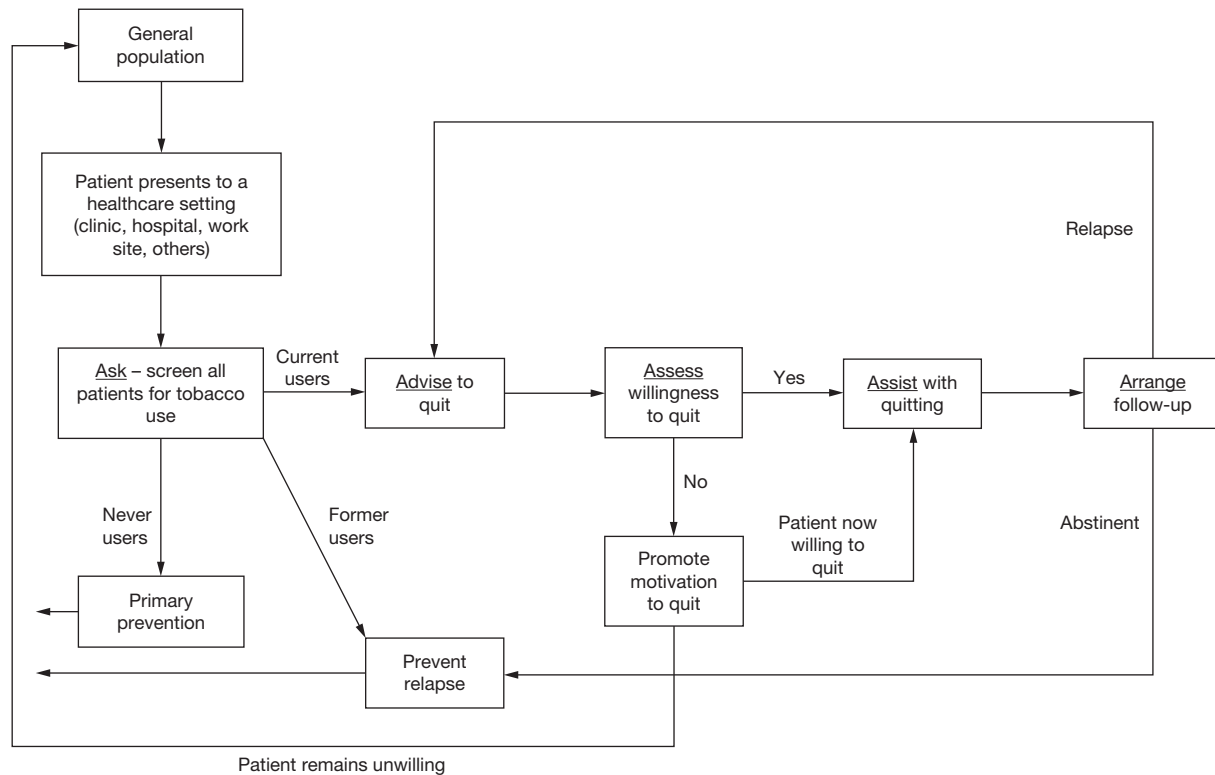 General
population
Patient presents to a
healthcare setting
(clinic, hospital, work
site, others)
Relapse
Ask – screen all
patients for tobacco
use
Current
users
Advise to
quit
Assess
willingness
to quit
Yes
Assist with
quitting
Arrange
follow-up
No
Never
users
Former
users
Patient now
willing to
quit
Abstinent
Promote
motivation
to quit
Primary
prevention
Prevent
relapse
Patient remains unwilling